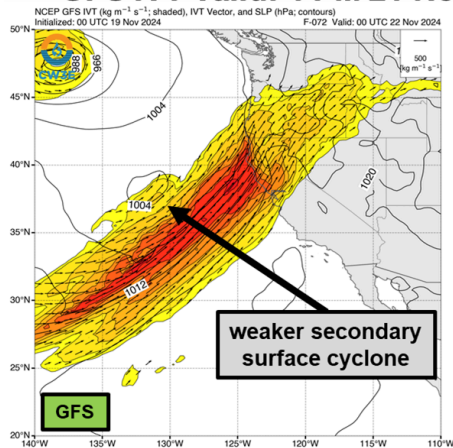 NCEP GFS IVT (kg m⁻¹ s⁻¹; shaded), IVT Vector, and SLP (hPa; contours)
Initialized: 00 UTC 19 Nov 2024 F-072 Valid: 00 UTC 22 Nov 2024
50°N
988
996
CW3E
500
(kg m⁻¹ s⁻¹)
45°N
1004
40°N
1020
1004
35°N
1012
30°N
weaker secondary
surface cyclone
25°N
GFS
20°N
140°W 135°W 130°W 125°W 120°W 115°W 110°W